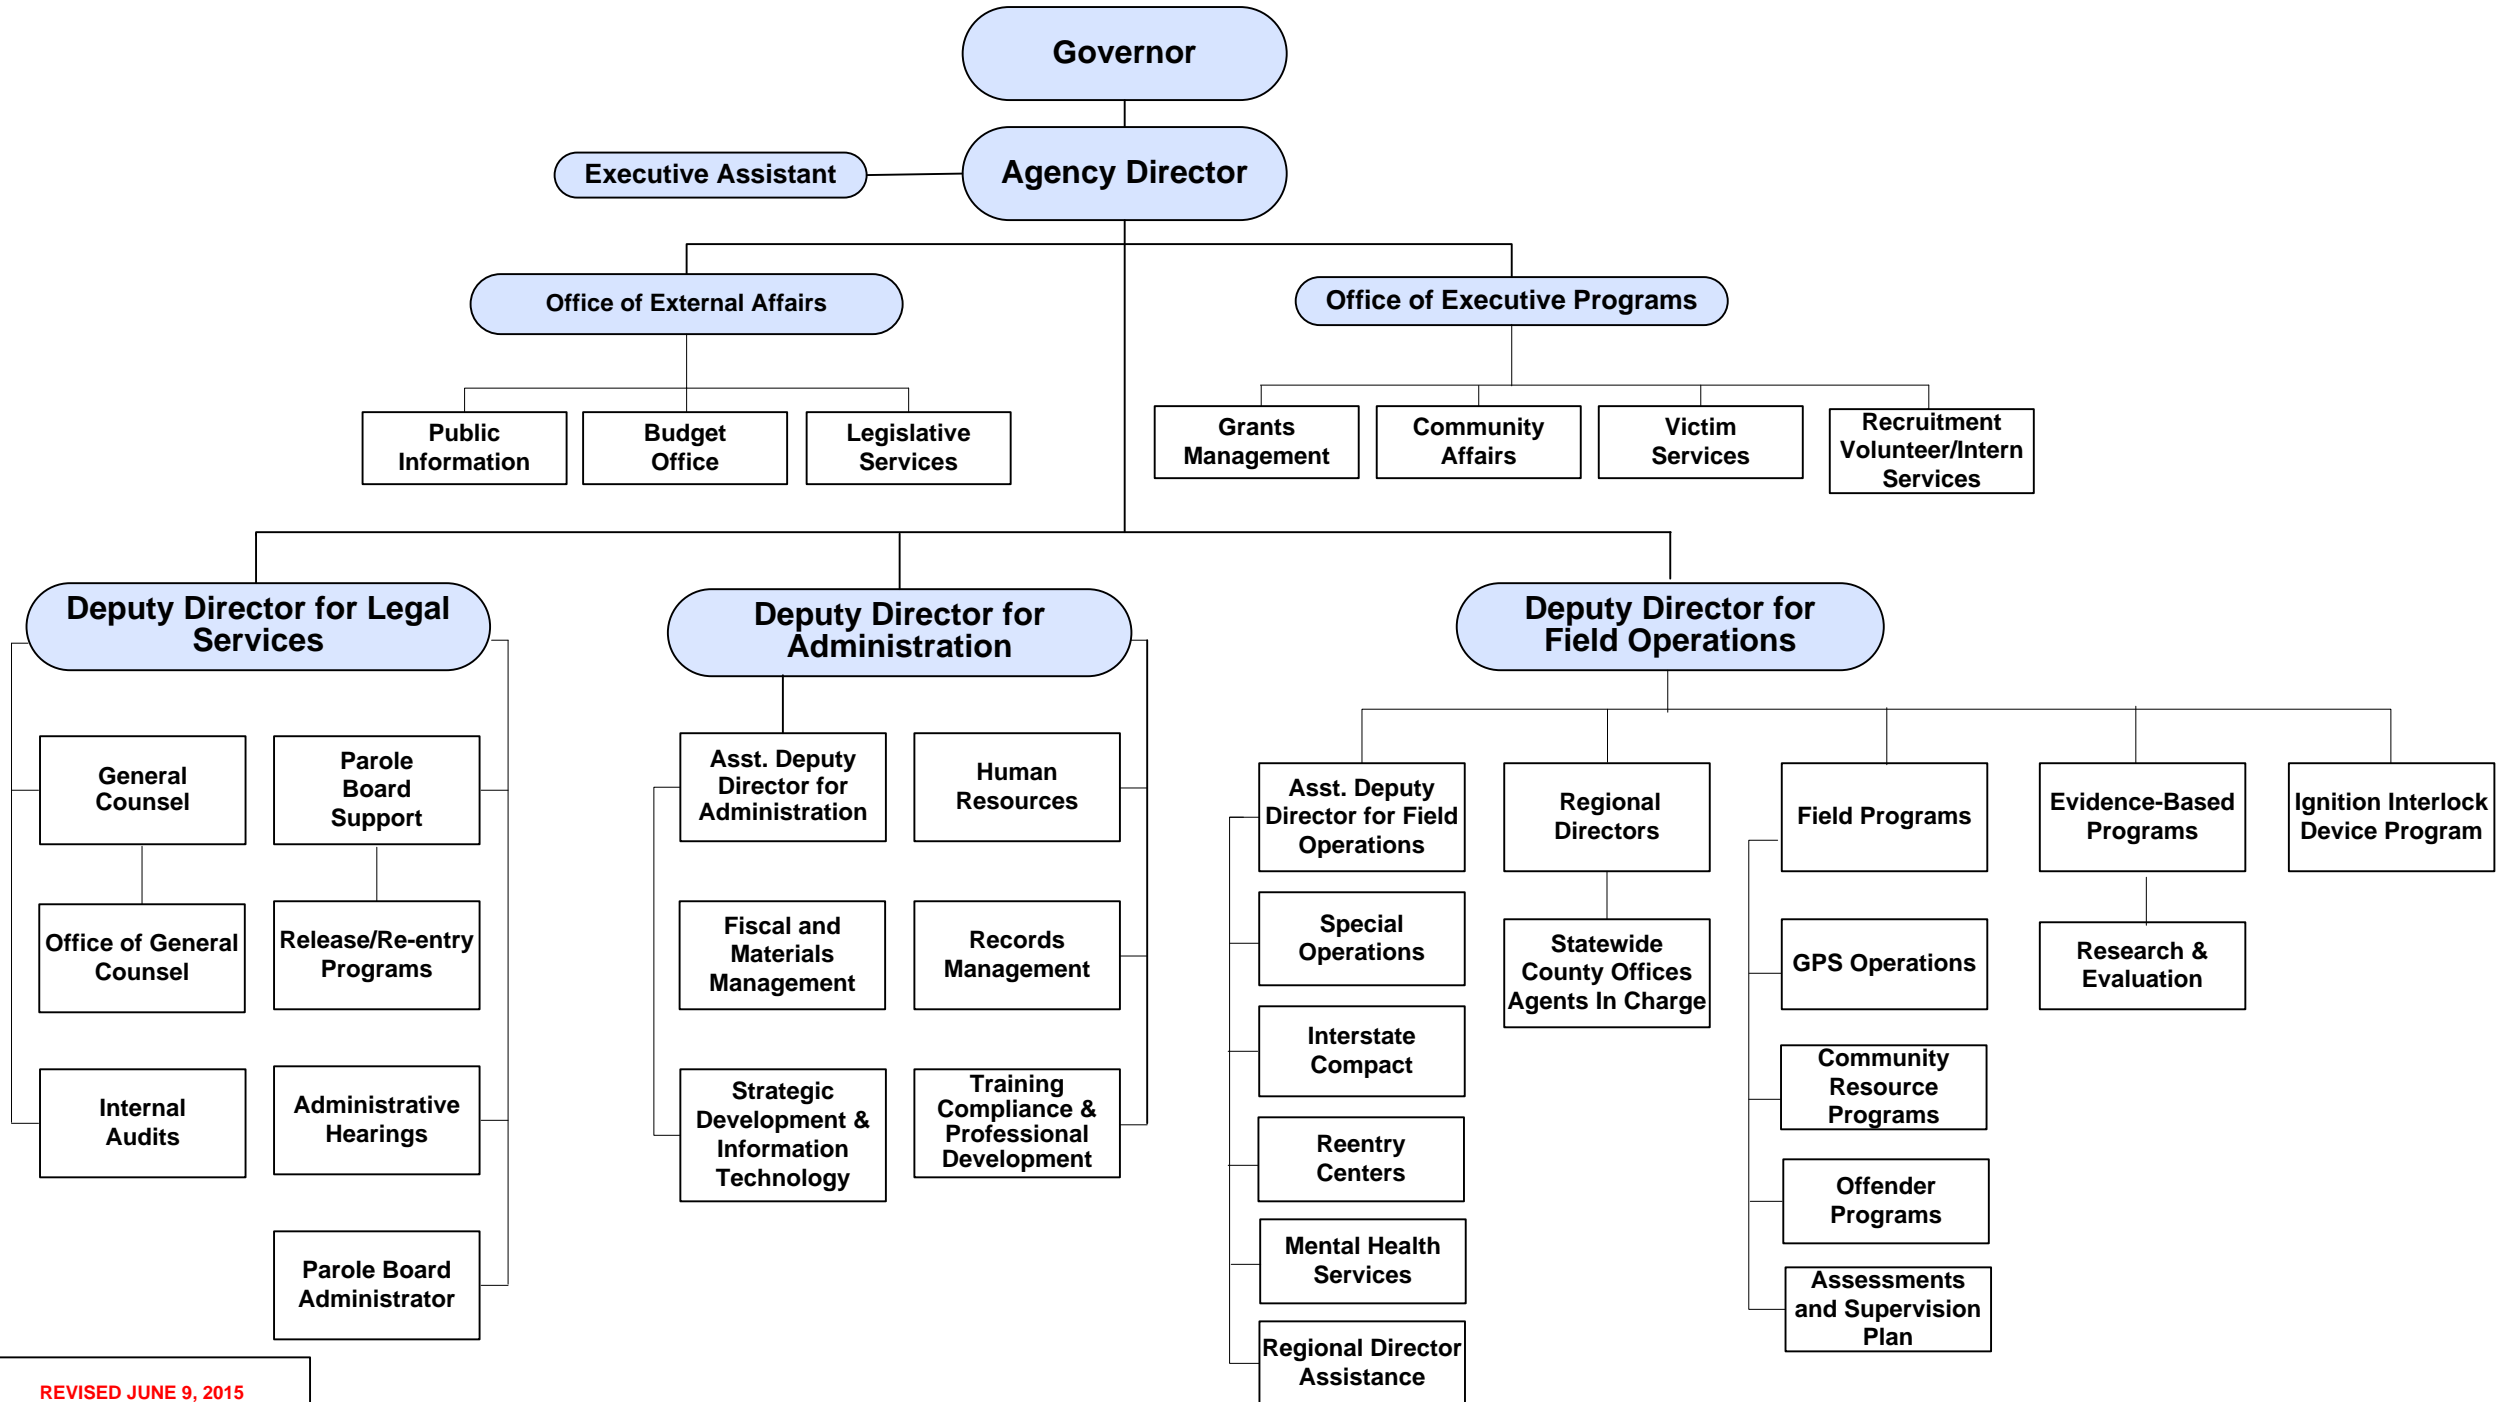 Governor
Agency Director
Executive Assistant
Office of External Affairs
Office of Executive Programs
Public
Information
Budget
Office
Legislative
Services
Grants
Management
Community
Affairs
Victim
Services
Recruitment
Volunteer/Intern
Services
Deputy Director for Legal
Services
Deputy Director for
Administration
Deputy Director for
Field Operations
General
Counsel
Parole
Board
Support
Office of General
Counsel
Release/Re-entry
Programs
Internal
Audits
Administrative
Hearings
Parole Board
Administrator
Asst. Deputy
Director for
Administration
Human
Resources
Fiscal and
Materials
Management
Records
Management
Strategic
Development &
Information
Technology
Training
Compliance &
Professional
Development
Asst. Deputy
Director for Field
Operations
Special
Operations
Interstate
Compact
Reentry
Centers
Mental Health
Services
Regional Director
Assistance
Regional
Directors
Statewide
County Offices
Agents In Charge
Field Programs
GPS Operations
Community
Resource
Programs
Offender
Programs
Assessments
and Supervision
Plan
Evidence-Based
Programs
Research &
Evaluation
Ignition Interlock
Device Program
REVISED JUNE 9, 2015